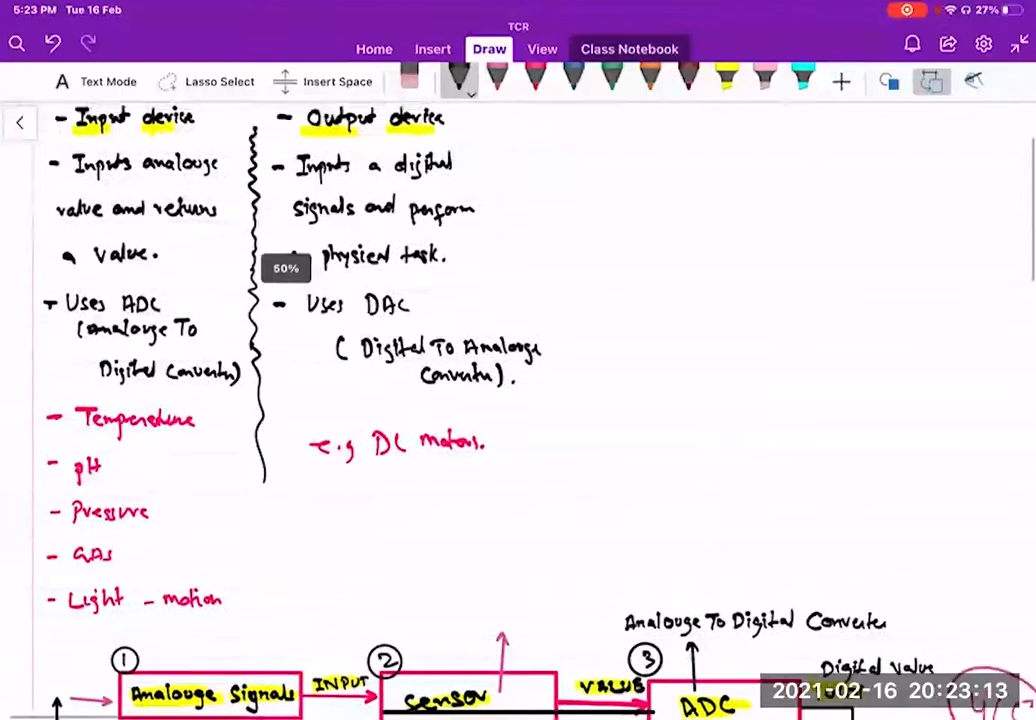 5:23 PM Tue 16 Feb
27%
TCR
Home Insert Draw View Class Notebook
Text Mode Lasso Select Insert Space
- Input device
- Inputs analouge
value and returns
a value.
- Uses ADC
(analouge To
Digital Converter)
- Temperature
- pH
- Pressure
- GAS
- Light - motion
- Output device
- Inputs a digital
signals and perform
physical task.
50%
- Uses DAC
( Digital To Analouge
Converter).
e.g DC motors.
Analouge To Digital Converter
1 2 3
Analouge Signals INPUT Censor VALUE ADC
Digital Value
2021-02-16 20:23:13